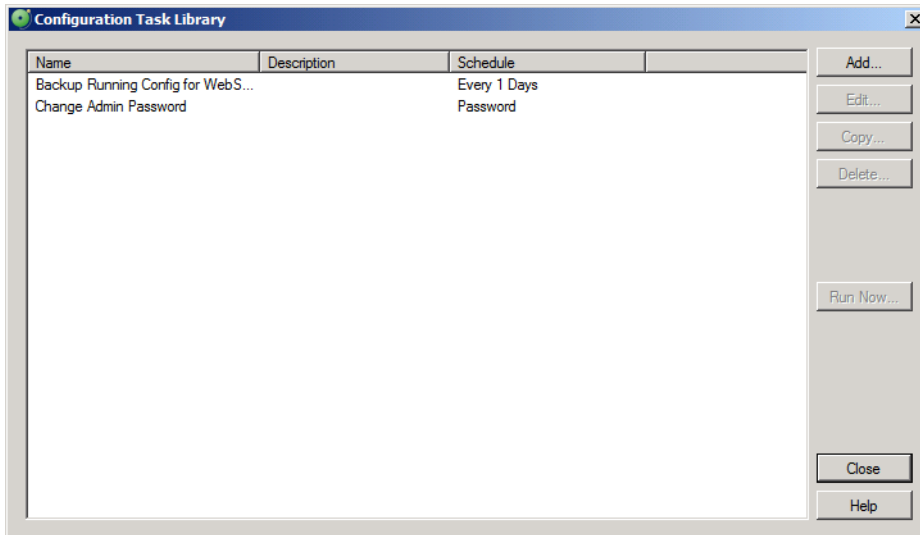 Configuration Task Library
Name Description Schedule
Backup Running Config for WebS... Every 1 Days
Change Admin Password Password
Add...
Edit...
Copy...
Delete...
Run Now...
Close
Help